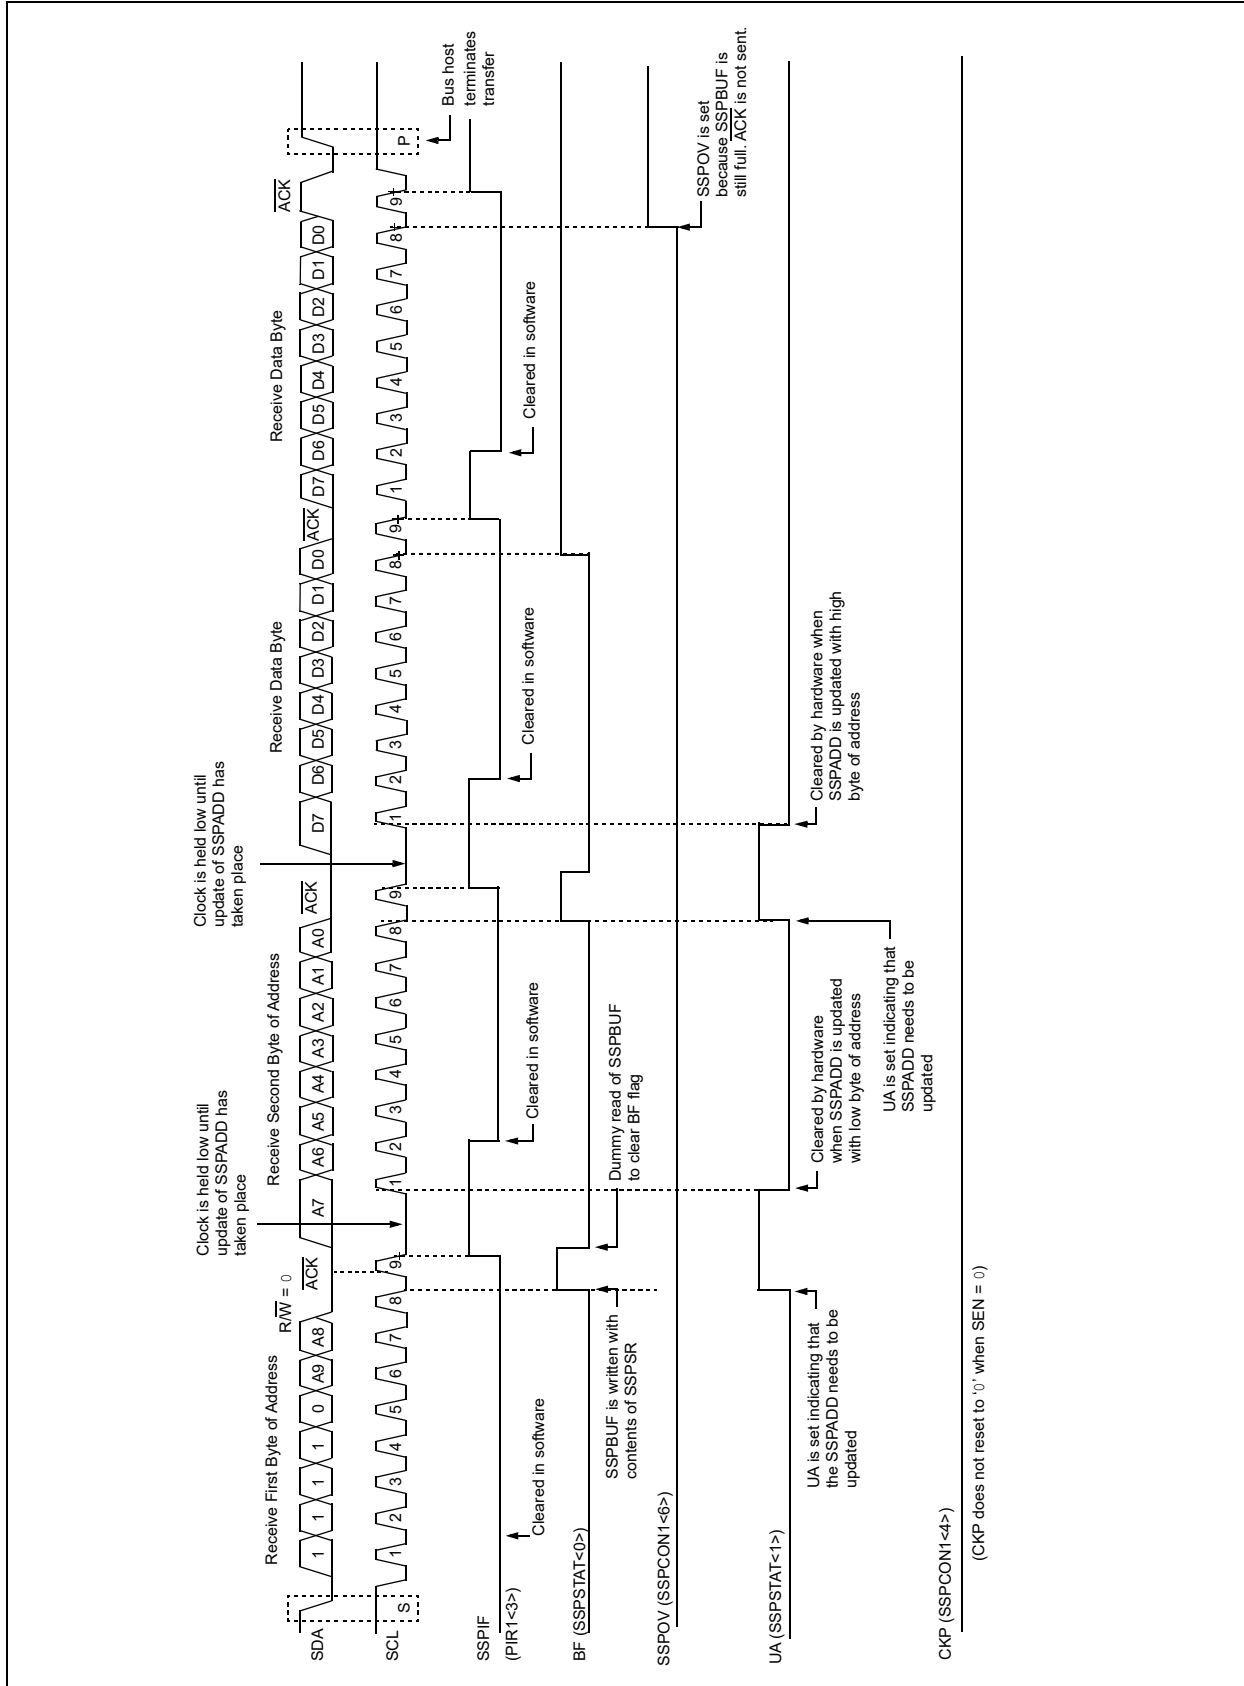 Clock is held low until
update of SSPADD has
taken place
Clock is held low until
update of SSPADD has
taken place
Receive First Byte of Address
R/W = 0
Receive Second Byte of Address
Receive Data Byte
Receive Data Byte
SDA
1 1 1 1 0 A9 A8
ACK
A7 A6 A5 A4 A3 A2 A1 A0
ACK
D7 D6 D5 D4 D3 D2 D1 D0
ACK
D7 D6 D5 D4 D3 D2 D1 D0
ACK
SCL
S
1 2 3 4 5 6 7 8 9
1 2 3 4 5 6 7 8 9
1 2 3 4 5 6 7 8 9
1 2 3 4 5 6 7 8 9
P
Bus host
terminates
transfer
SSPIF
(PIR1<3>)
Cleared in software
Cleared in software
Cleared in software
Cleared in software
BF (SSPSTAT<0>)
SSPBUF is written with
contents of SSPSR
Dummy read of SSPBUF
to clear BF flag
SSPOV (SSPCON1<6>)
SSPOV is set
because SSPBUF is
still full. ACK is not sent.
UA (SSPSTAT<1>)
UA is set indicating that
the SSPADD needs to be
updated
Cleared by hardware
when SSPADD is updated
with low byte of address
UA is set indicating that
SSPADD needs to be
updated
Cleared by hardware when
SSPADD is updated with high
byte of address
CKP (SSPCON1<4>)
(CKP does not reset to ‘0’ when SEN = 0)